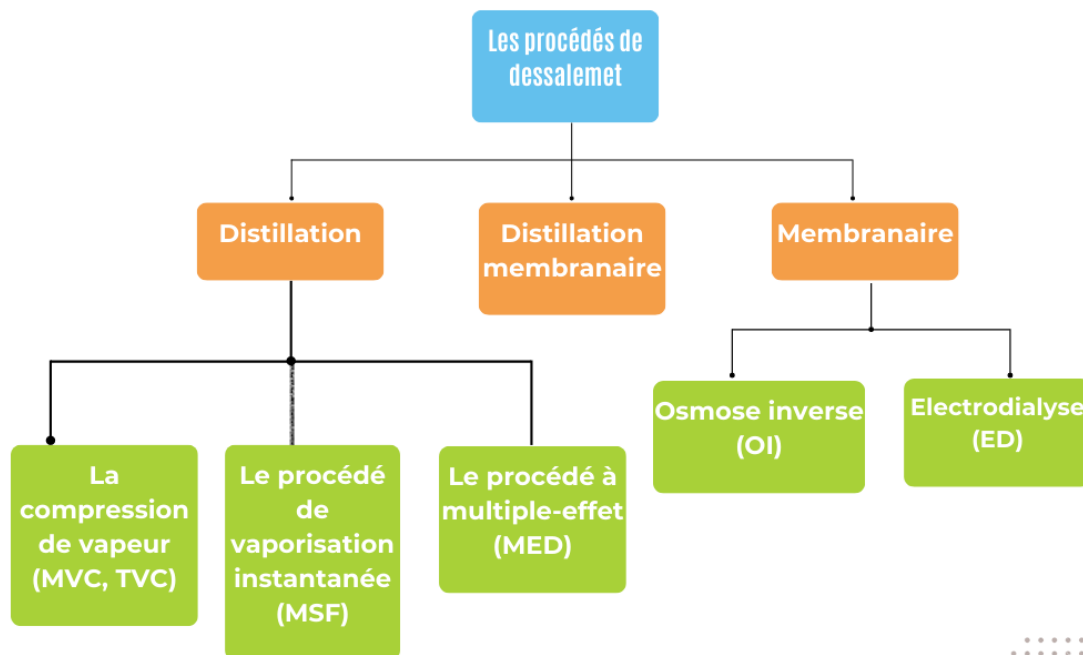 Les procédés de
dessalemet
Distillation
Distillation
membranaire
Membranaire
La
compression
de vapeur
(MVC, TVC)
Le procédé
de
vaporisation
instantanée
(MSF)
Le procédé à
multiple-effet
(MED)
Osmose inverse
(OI)
Electrodialyse
(ED)